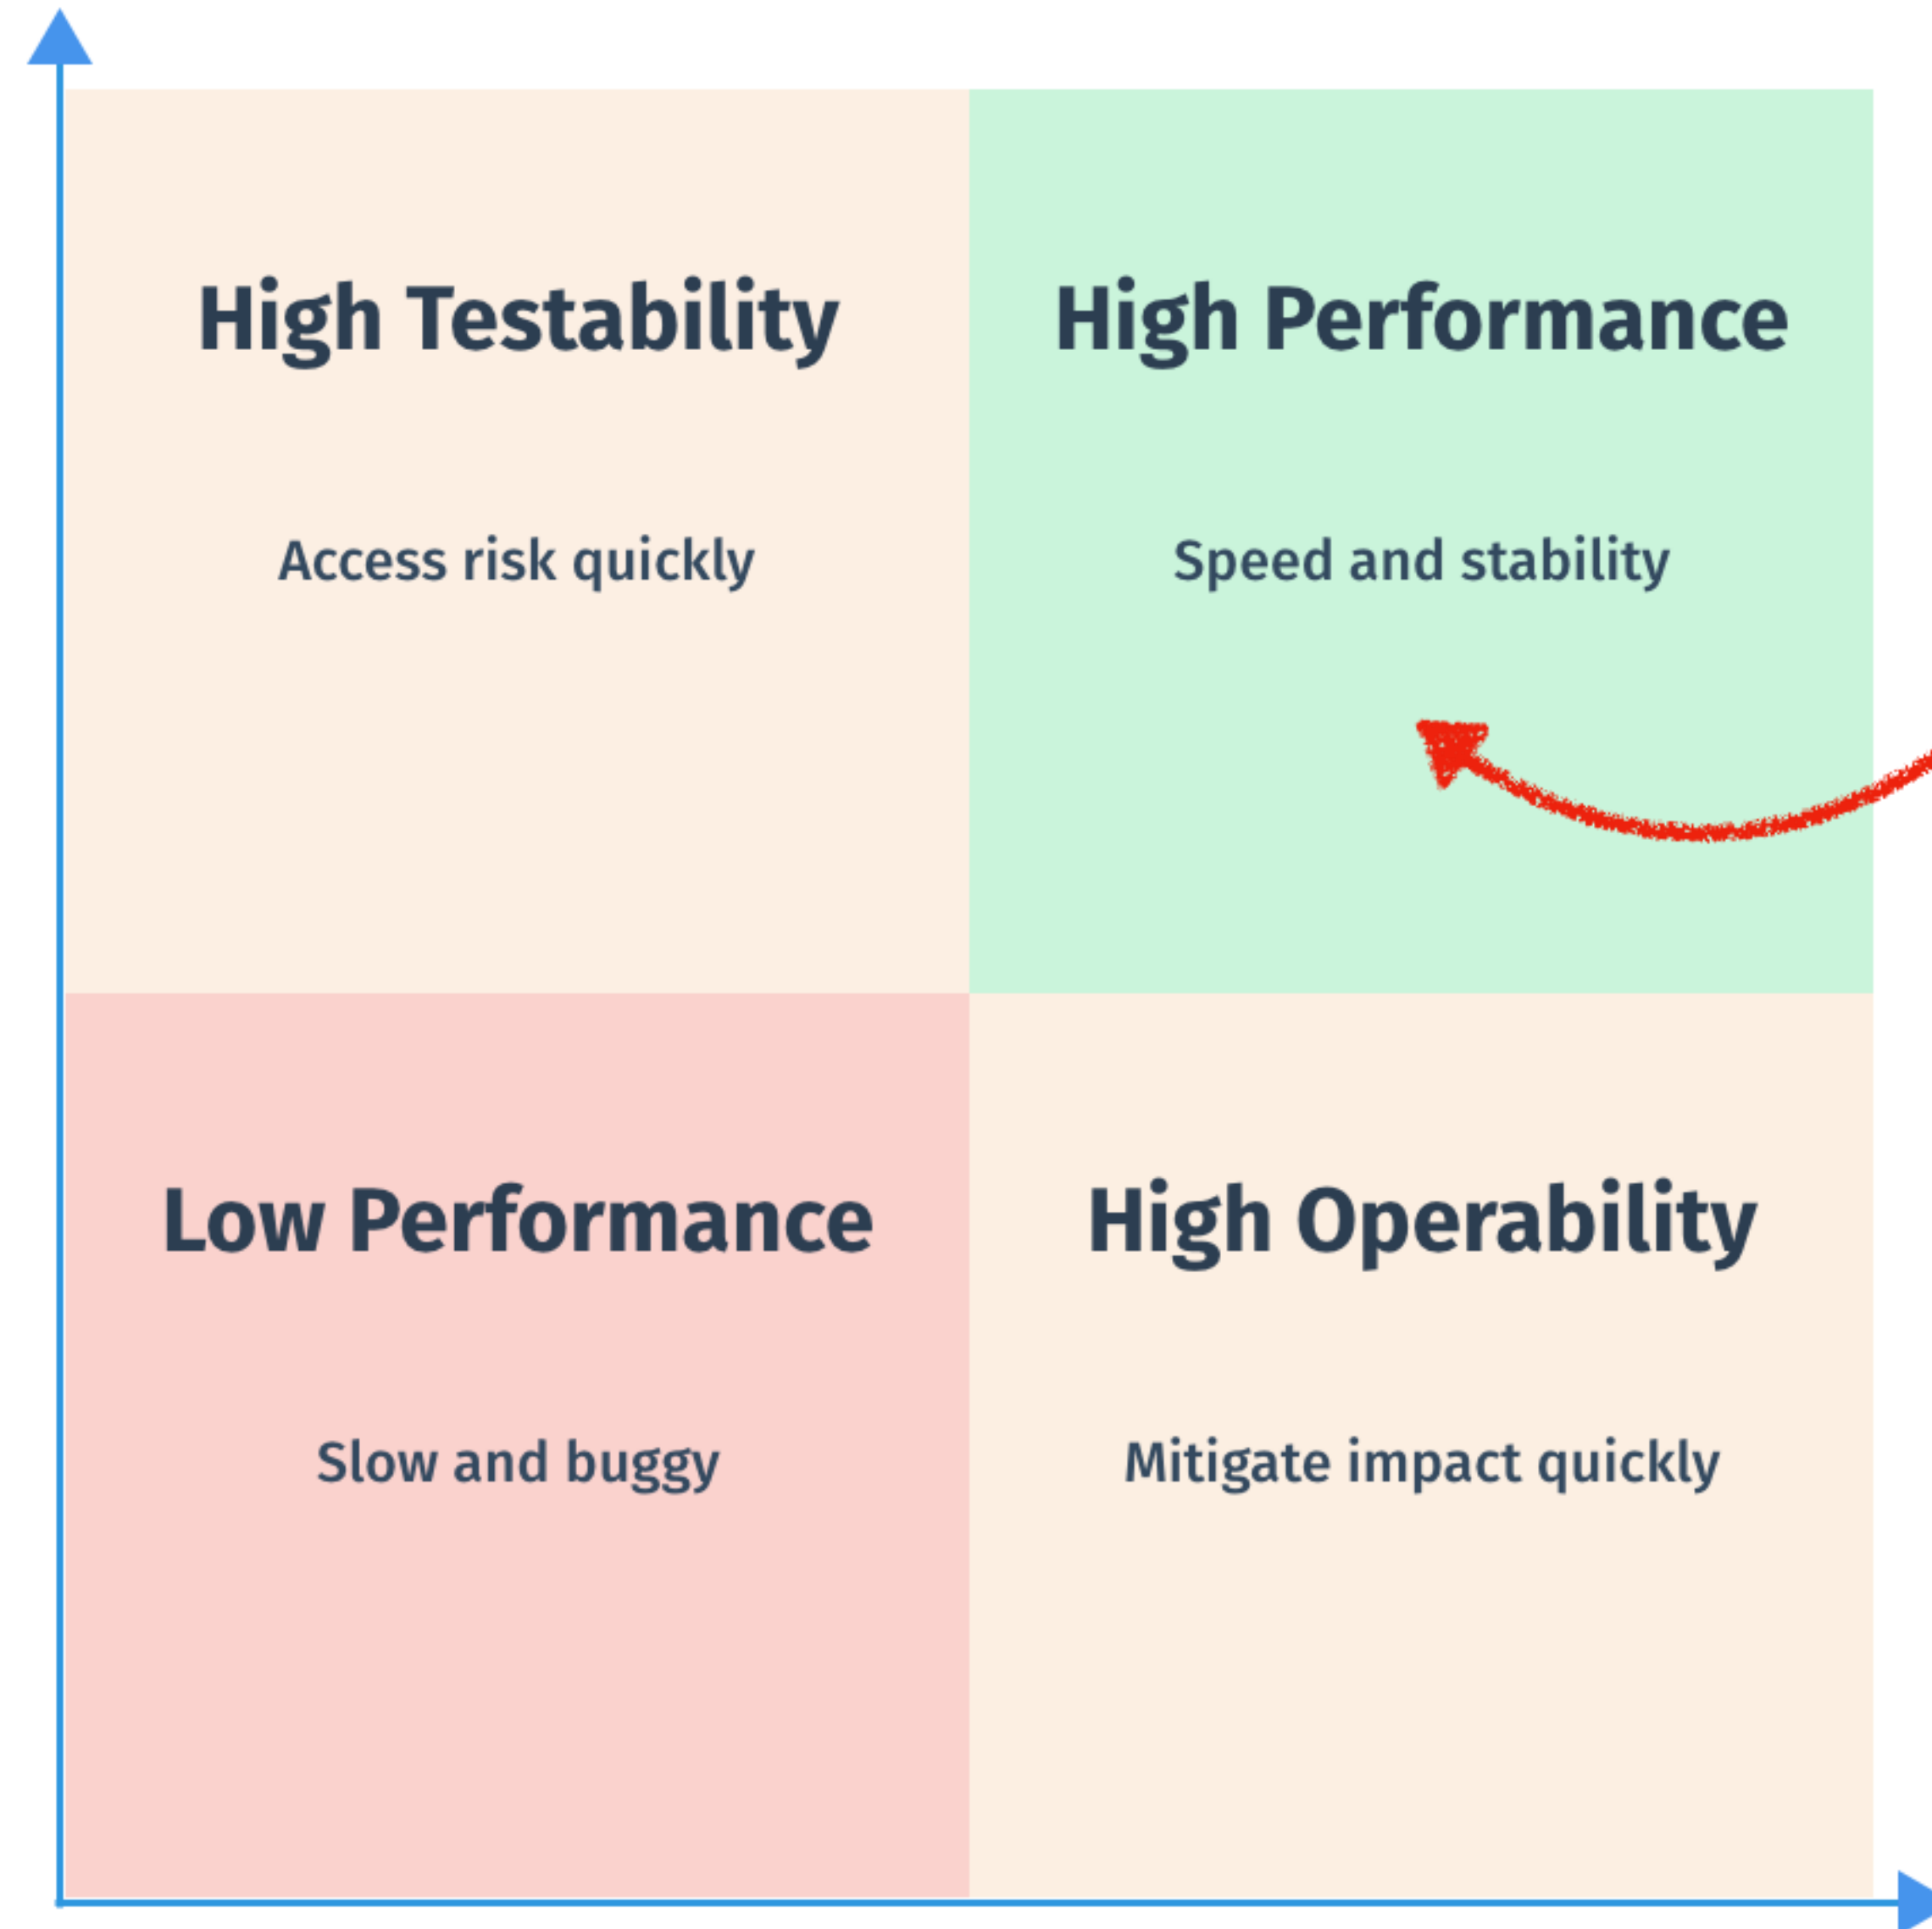 High Testability
Access risk quickly
High Performance
Speed and stability
Low Performance
Slow and buggy
High Operability
Mitigate impact quickly